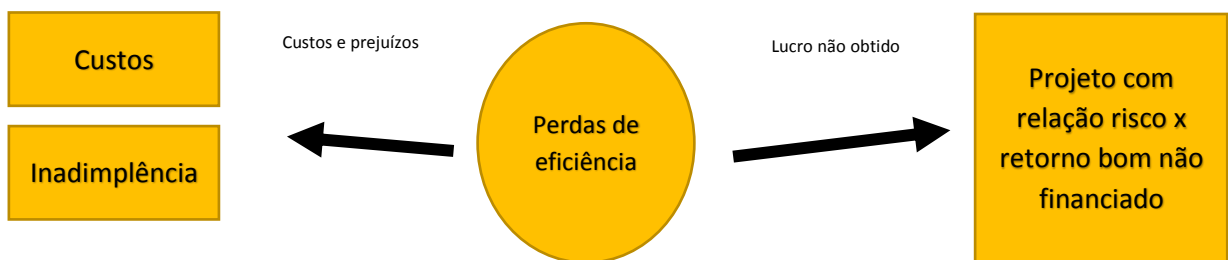 Custos
Inadimplência
Custos e prejuízos
Perdas de
eficiência
Lucro não obtido
Projeto com
relação risco x
retorno bom não
financiado